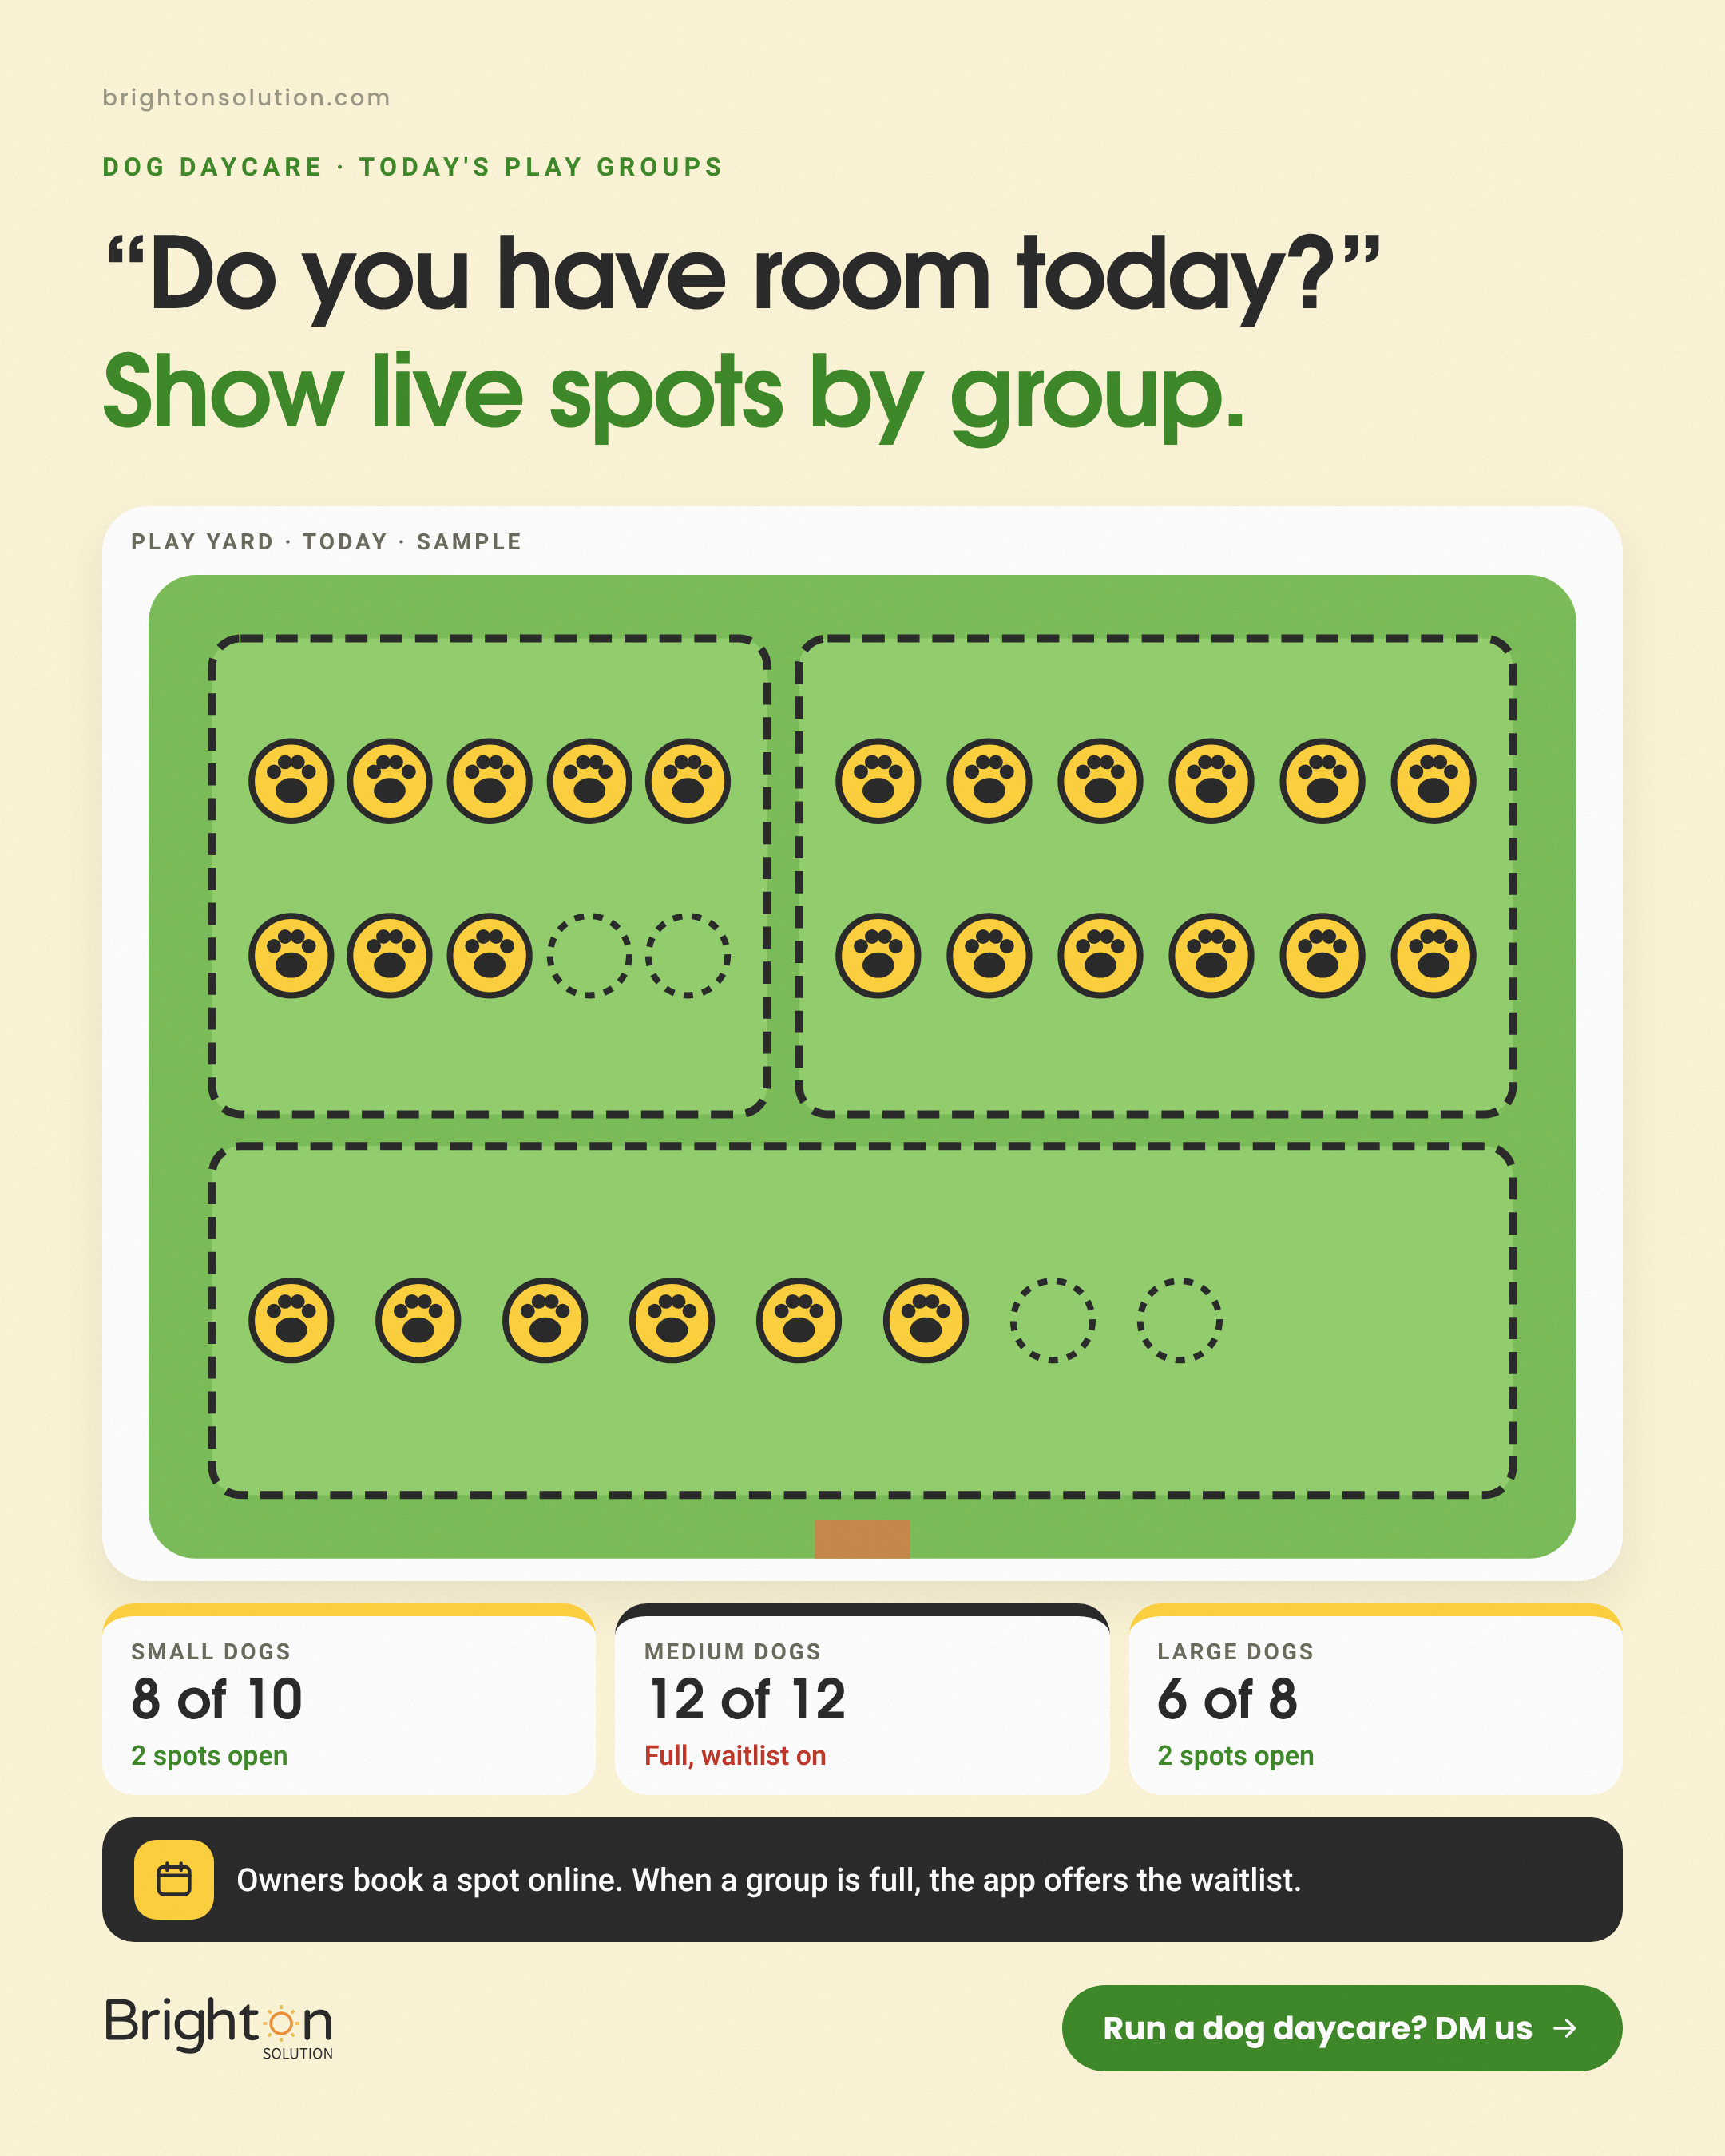 brightonsolution.com
DOG DAYCARE · TODAY'S PLAY GROUPS
“Do you have room today?”
Show live spots by group.
PLAY YARD · TODAY · SAMPLE
SMALL DOGS
8 of 10
2 spots open
MEDIUM DOGS
12 of 12
Full, waitlist on
LARGE DOGS
6 of 8
2 spots open
Owners book a spot online. When a group is full, the app offers the waitlist.
Brighton
SOLUTION
Run a dog daycare? DM us →